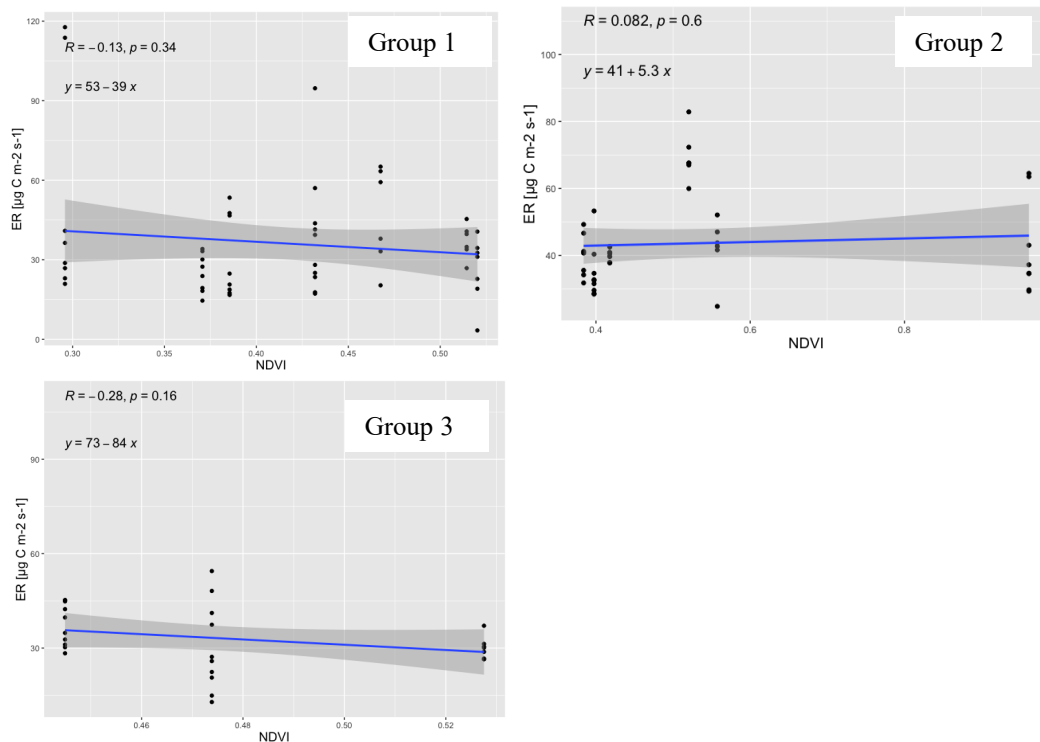 R = −0.13, p = 0.34
y = 53 − 39 x
Group 1
120
90
60
30
0
ER [µg C m-2 s-1]
0.30
0.35
0.40
0.45
0.50
NDVI
R = 0.082, p = 0.6
y = 41 + 5.3 x
Group 2
100
80
60
40
ER [µg C m-2 s-1]
0.4
0.6
0.8
NDVI
R = −0.28, p = 0.16
y = 73 − 84 x
Group 3
90
60
30
ER [µg C m-2 s-1]
0.46
0.48
0.50
0.52
NDVI